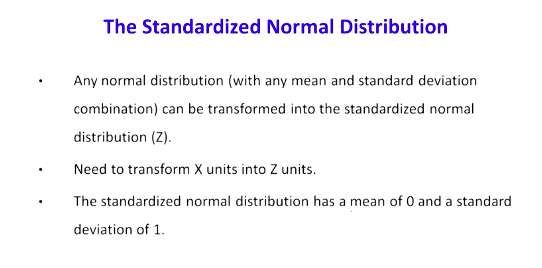 The Standardized Normal Distribution
• Any normal distribution (with any mean and standard deviation
combination) can be transformed into the standardized normal
distribution (Z).
• Need to transform X units into Z units.
• The standardized normal distribution has a mean of 0 and a standard
deviation of 1.